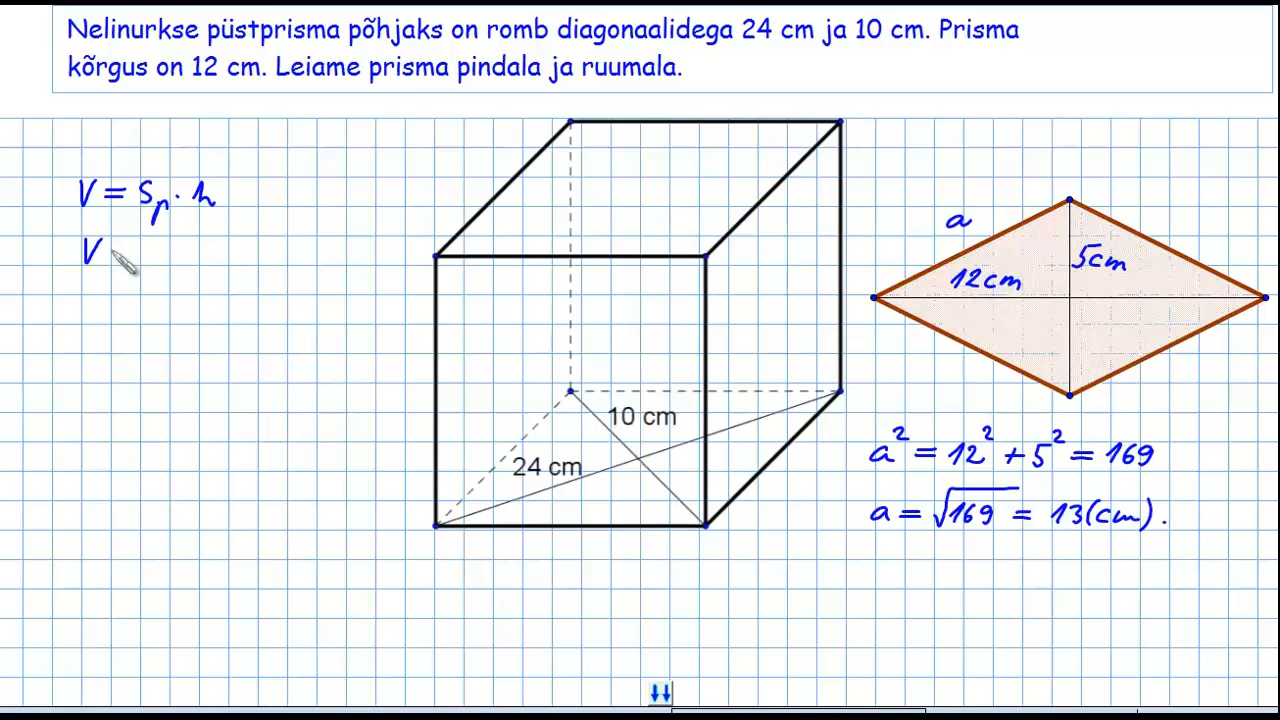 Nelinurkse püstprisma põhjaks on romb diagonaalidega 24 cm ja 10 cm. Prisma
kõrgus on 12 cm. Leiame prisma pindala ja ruumala.
V = Sp · h
V
10 cm
24 cm
a
5cm
12cm
a² = 12² + 5² = 169
a = √169 = 13(cm).